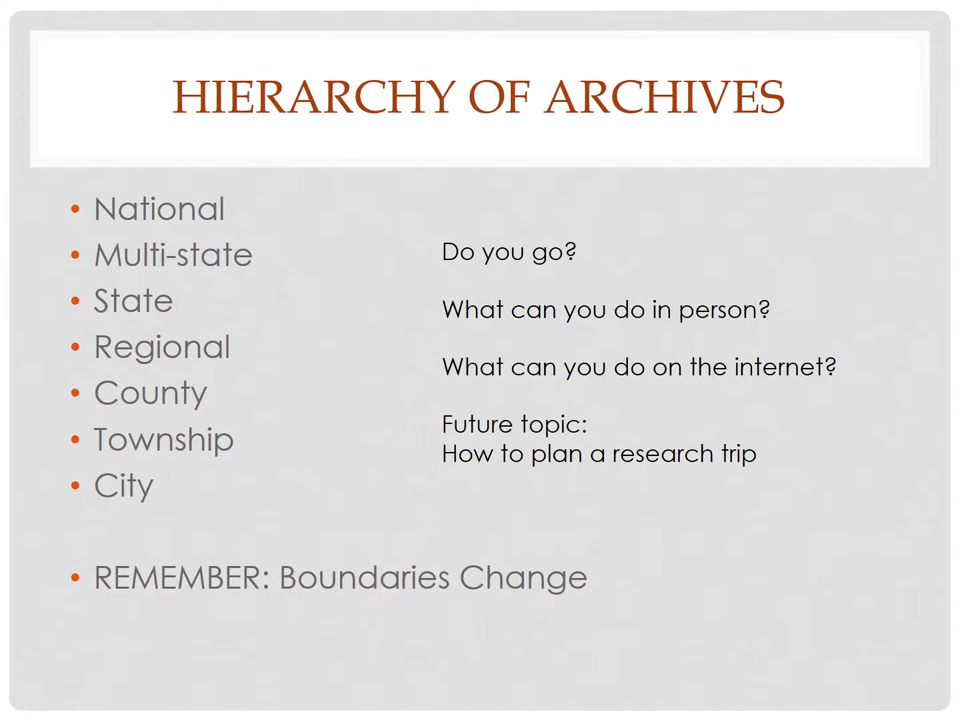 HIERARCHY OF ARCHIVES
• National
• Multi-state
• State
• Regional
• County
• Township
• City
• REMEMBER: Boundaries Change
Do you go?
What can you do in person?
What can you do on the internet?
Future topic:
How to plan a research trip